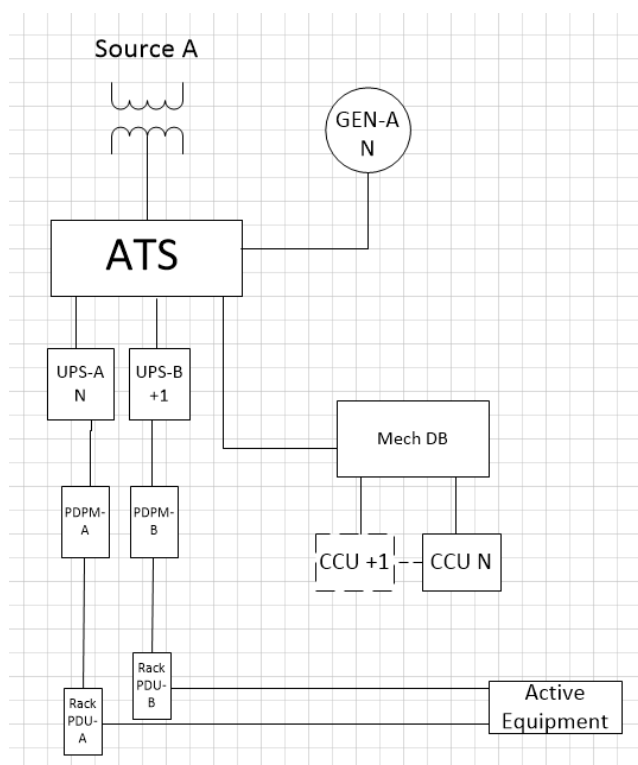 Source A
GEN-A
N
ATS
UPS-A
N
UPS-B
+1
Mech DB
PDPM-
A
PDPM-
B
CCU +1
CCU N
Rack
PDU-
B
Rack
PDU-
A
Active
Equipment